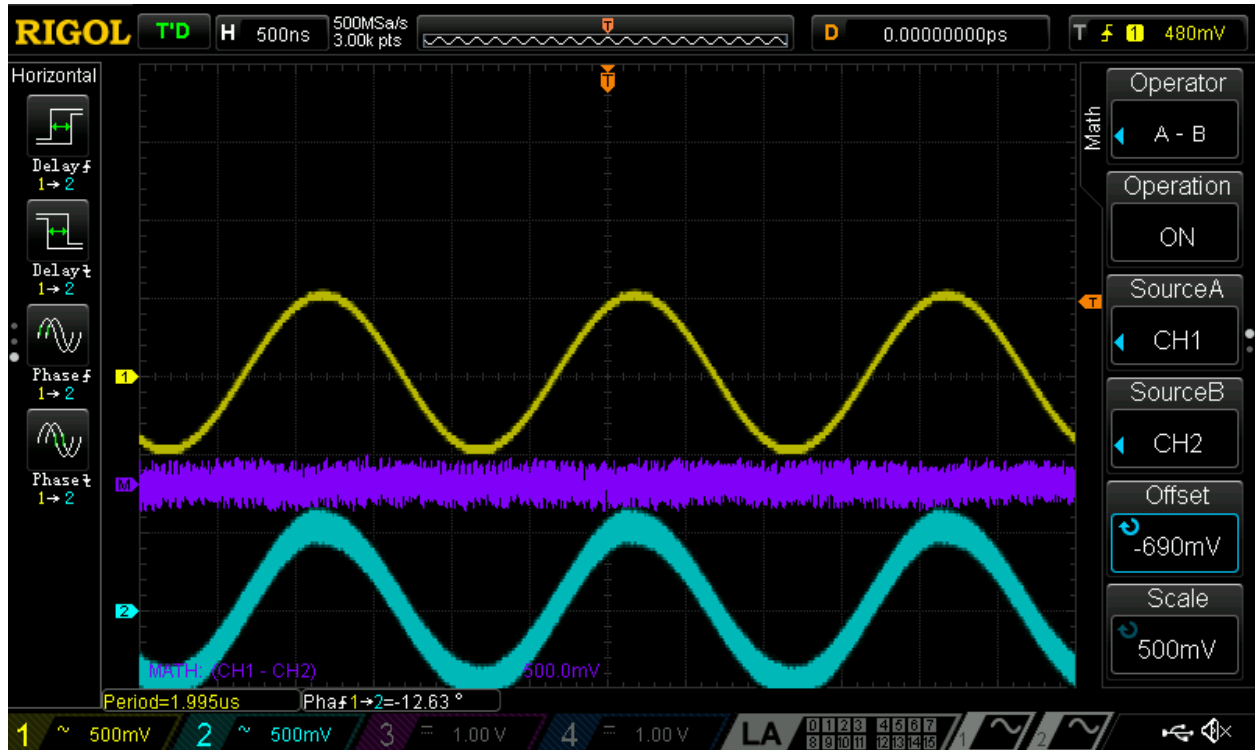 RIGOL T'D H 500ns 500MSa/s 3.00k pts T D 0.00000000ps T 1 480mV
Horizontal
Delay
1→2
Delay
1→2
Phase
1→2
Phase
1→2
T
1
M
2
T
MATH: (CH1 - CH2) 500.0mV
Math
Operator
A - B
Operation
ON
SourceA
CH1
SourceB
CH2
Offset
-690mV
Scale
500mV
Period=1.995us Pha 1→2=-12.63 °
1 ~ 500mV 2 ~ 500mV 3 = 1.00 V 4 = 1.00 V LA 0 1 2 3 4 5 6 7 1 2
8 9 10 11 12 13 14 15